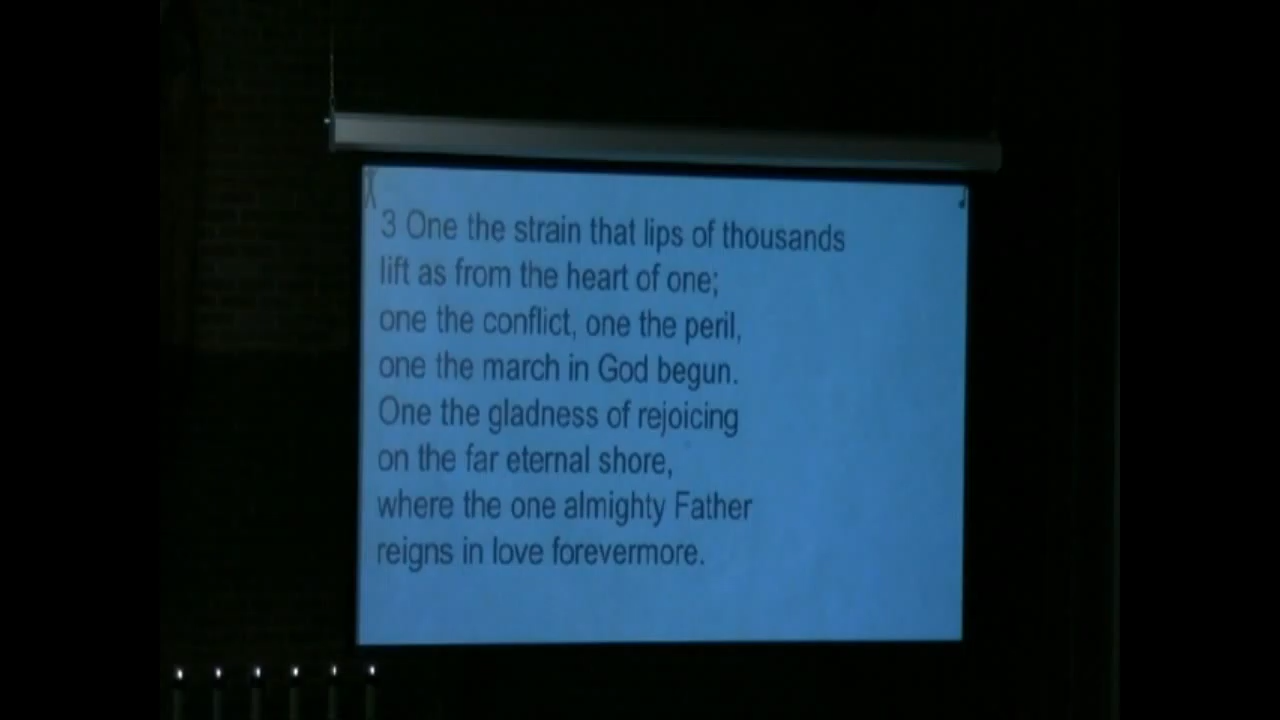 3 One the strain that lips of thousands
lift as from the heart of one;
one the conflict, one the peril,
one the march in God begun.
One the gladness of rejoicing
on the far eternal shore,
where the one almighty Father
reigns in love forevermore.